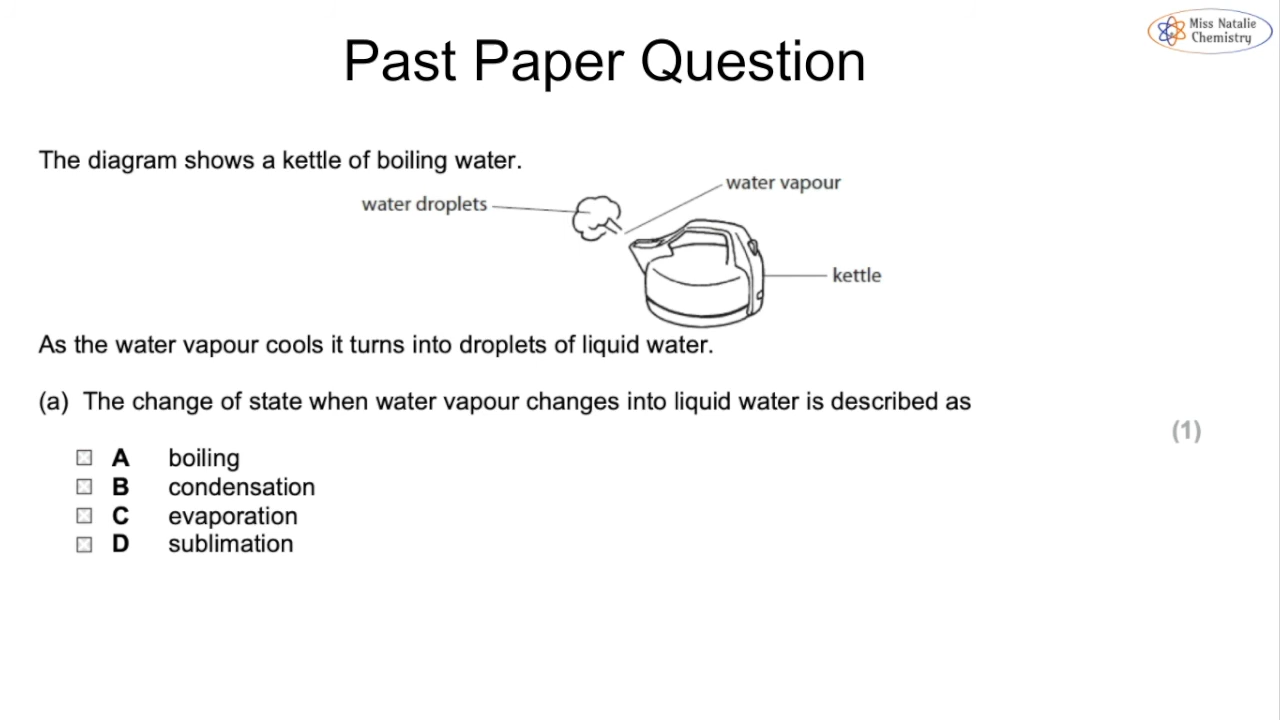 Miss Natalie
Chemistry
Past Paper Question
The diagram shows a kettle of boiling water.
water vapour
water droplets
kettle
As the water vapour cools it turns into droplets of liquid water.
(a) The change of state when water vapour changes into liquid water is described as
(1)
A boiling
B condensation
C evaporation
D sublimation